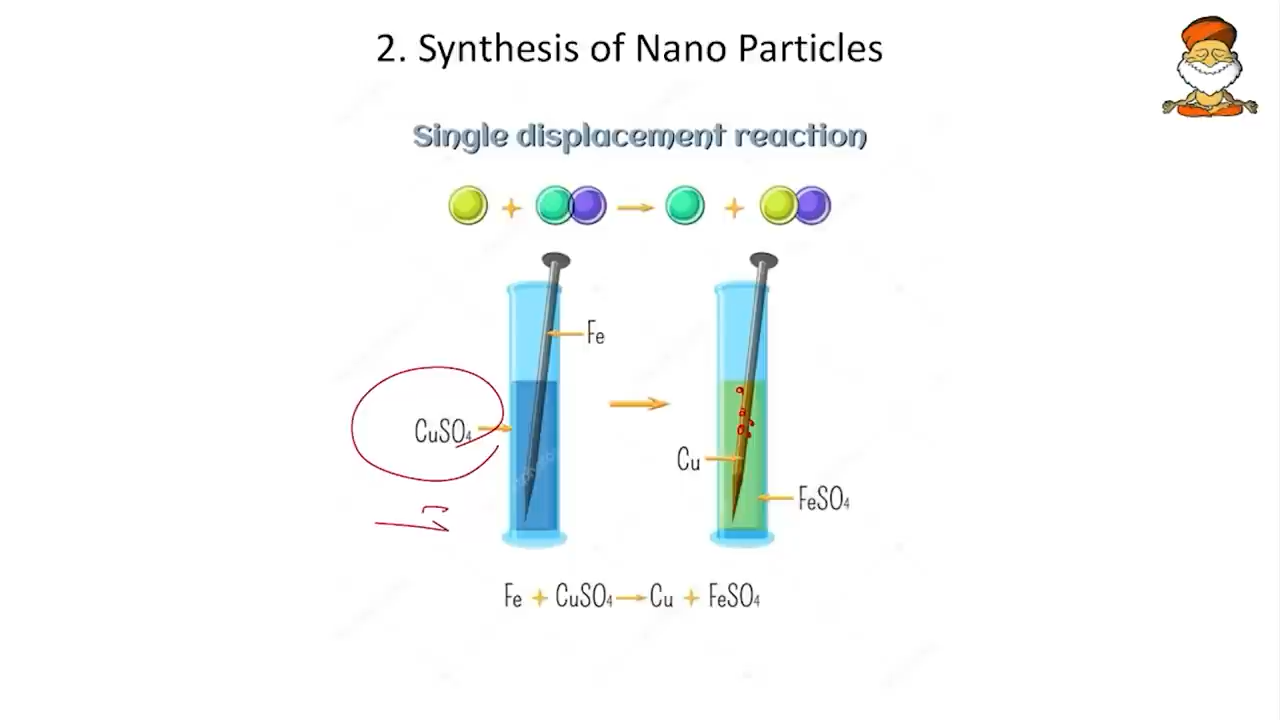 2. Synthesis of Nano Particles
Single displacement reaction
Fe
CuSO₄
Cu
FeSO₄
Fe + CuSO₄ → Cu + FeSO₄